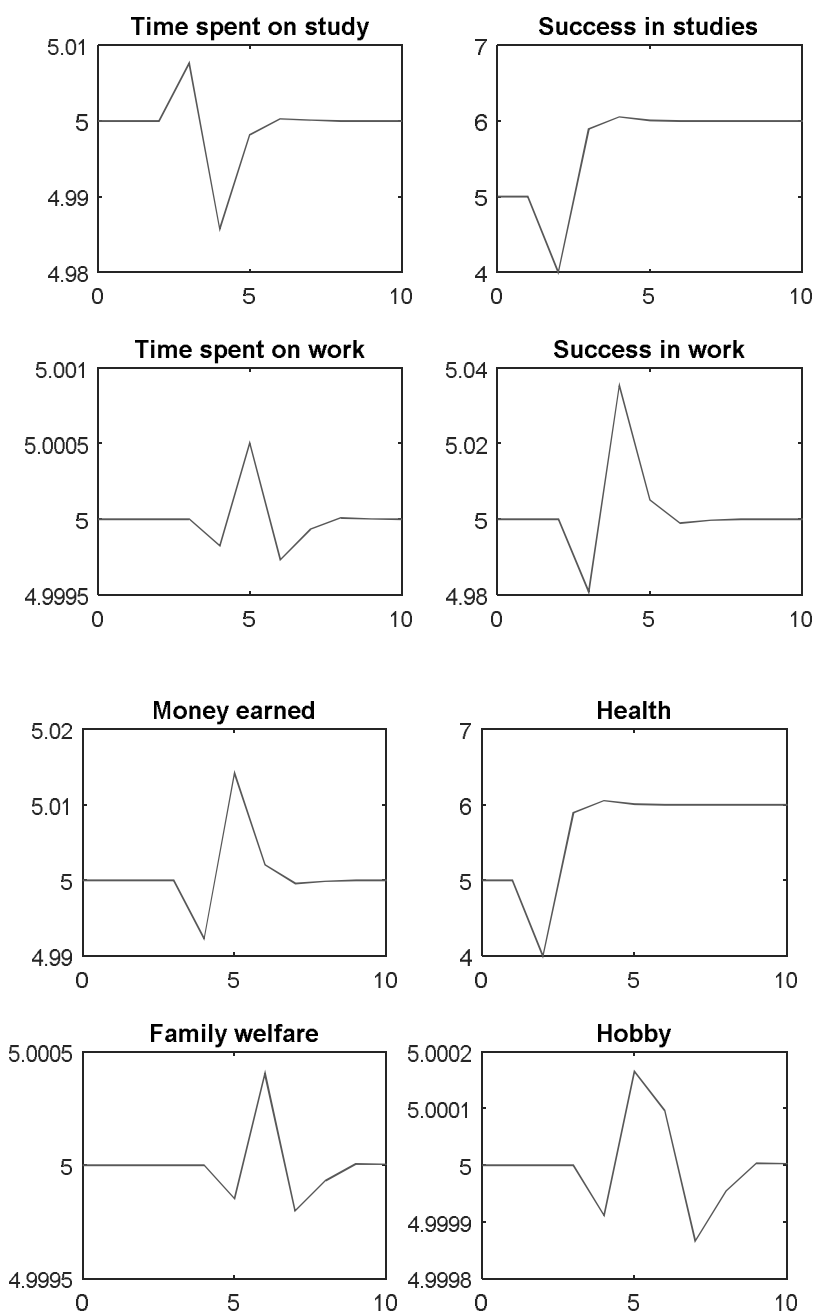 Time spent on study
5.01
5
4.99
4.98
0 5 10
Success in studies
7
6
5
4
0 5 10
Time spent on work
5.001
5.0005
5
4.9995
0 5 10
Success in work
5.04
5.02
5
4.98
0 5 10
Money earned
5.02
5.01
5
4.99
0 5 10
Health
7
6
5
4
0 5 10
Family welfare
5.0005
5
4.9995
0 5 10
Hobby
5.0002
5.0001
5
4.9999
4.9998
0 5 10